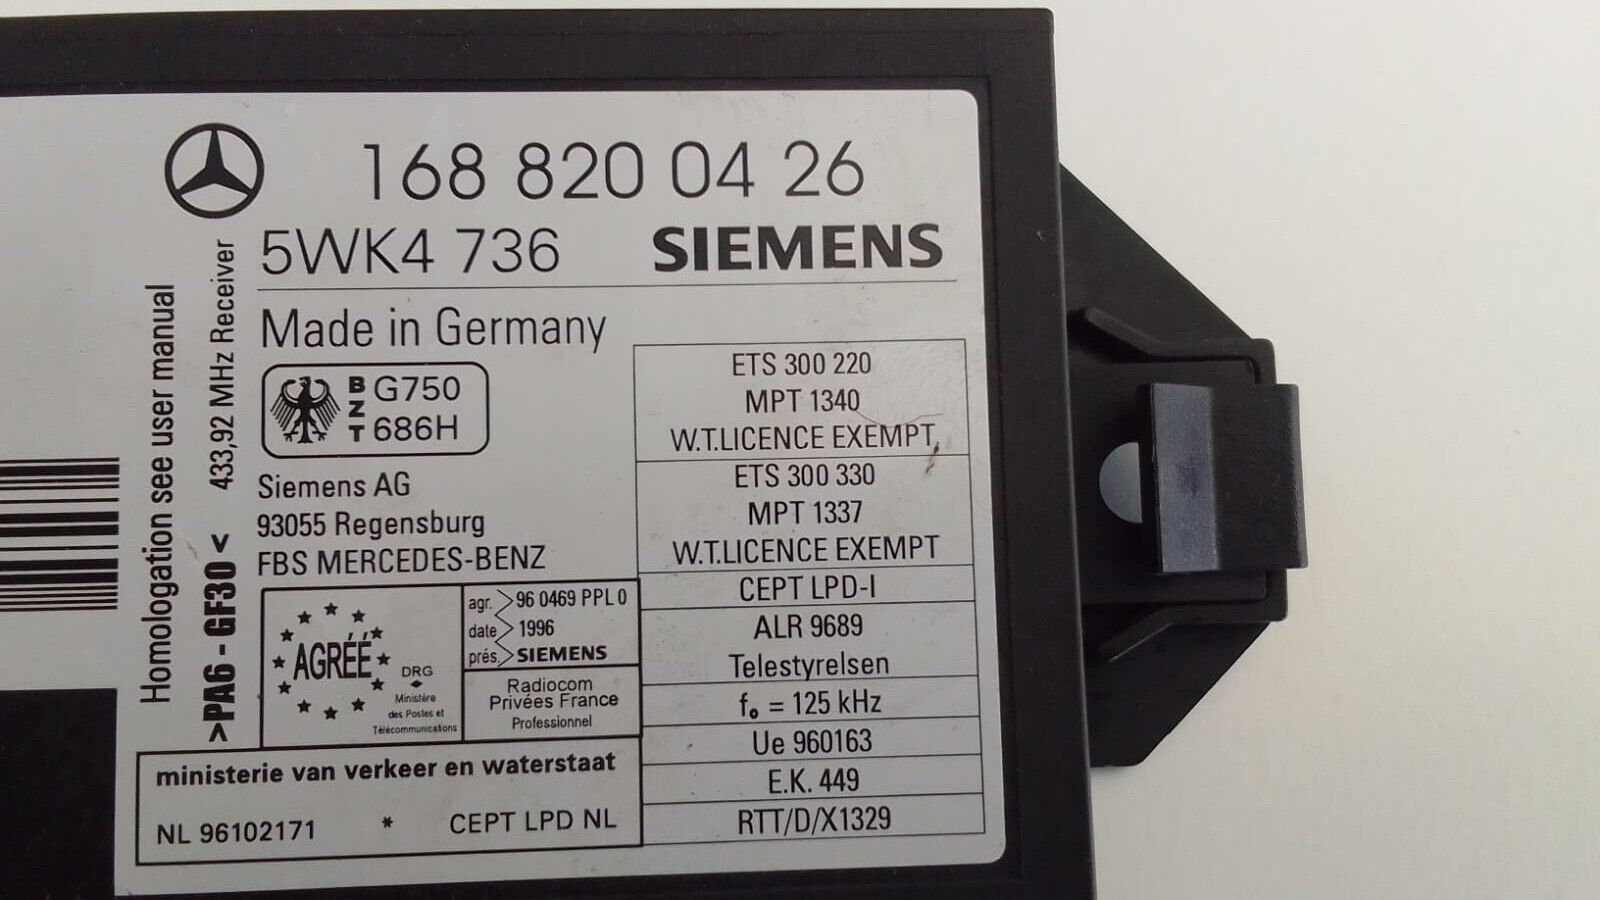 168 820 04 26
5WK4 736 SIEMENS
Made in Germany
BZT G750
686H
Siemens AG
93055 Regensburg
FBS MERCEDES-BENZ
Homologation see user manual
>PA6-GF30< 433,92 MHz Receiver
AGRÉÉ
DRG
Ministère
des Postes et
Télécommunications
agr. > 96 0469 PPL 0
date > 1996
prés. > SIEMENS
Radiocom
Privées France
Professionnel
ministerie van verkeer en waterstaat
NL 96102171 * CEPT LPD NL
ETS 300 220
MPT 1340
W.T.LICENCE EXEMPT
ETS 300 330
MPT 1337
W.T.LICENCE EXEMPT
CEPT LPD-I
ALR 9689
Telestyrelsen
f₀ = 125 kHz
Ue 960163
E.K. 449
RTT/D/X1329